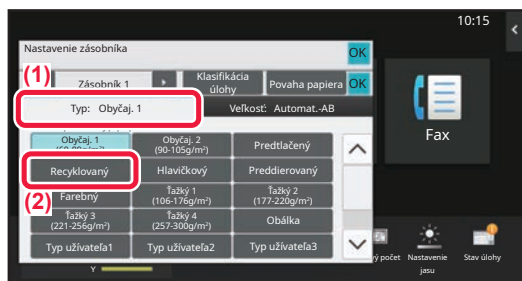 10:15
Nastavenie zásobníka
OK
(1)
Zásobník 1
Klasifikácia
úlohy
Povaha papiera
OK
Typ: Obyčaj. 1
Veľkosť: Automat.-AB
Obyčaj. 1
Obyčaj. 2
(90-105g/m²)
Predtlačený
Recyklovaný
Hlavičkový
Preddierovaný
(2)
Farebný
Ťažký 1
(106-176g/m²)
Ťažký 2
(177-220g/m²)
Ťažký 3
(221-256g/m²)
Ťažký 4
(257-300g/m²)
Obálka
Typ užívateľa1
Typ užívateľa2
Typ užívateľa3
Fax
počet
Nastavenie
jasu
Stav úlohy
Y